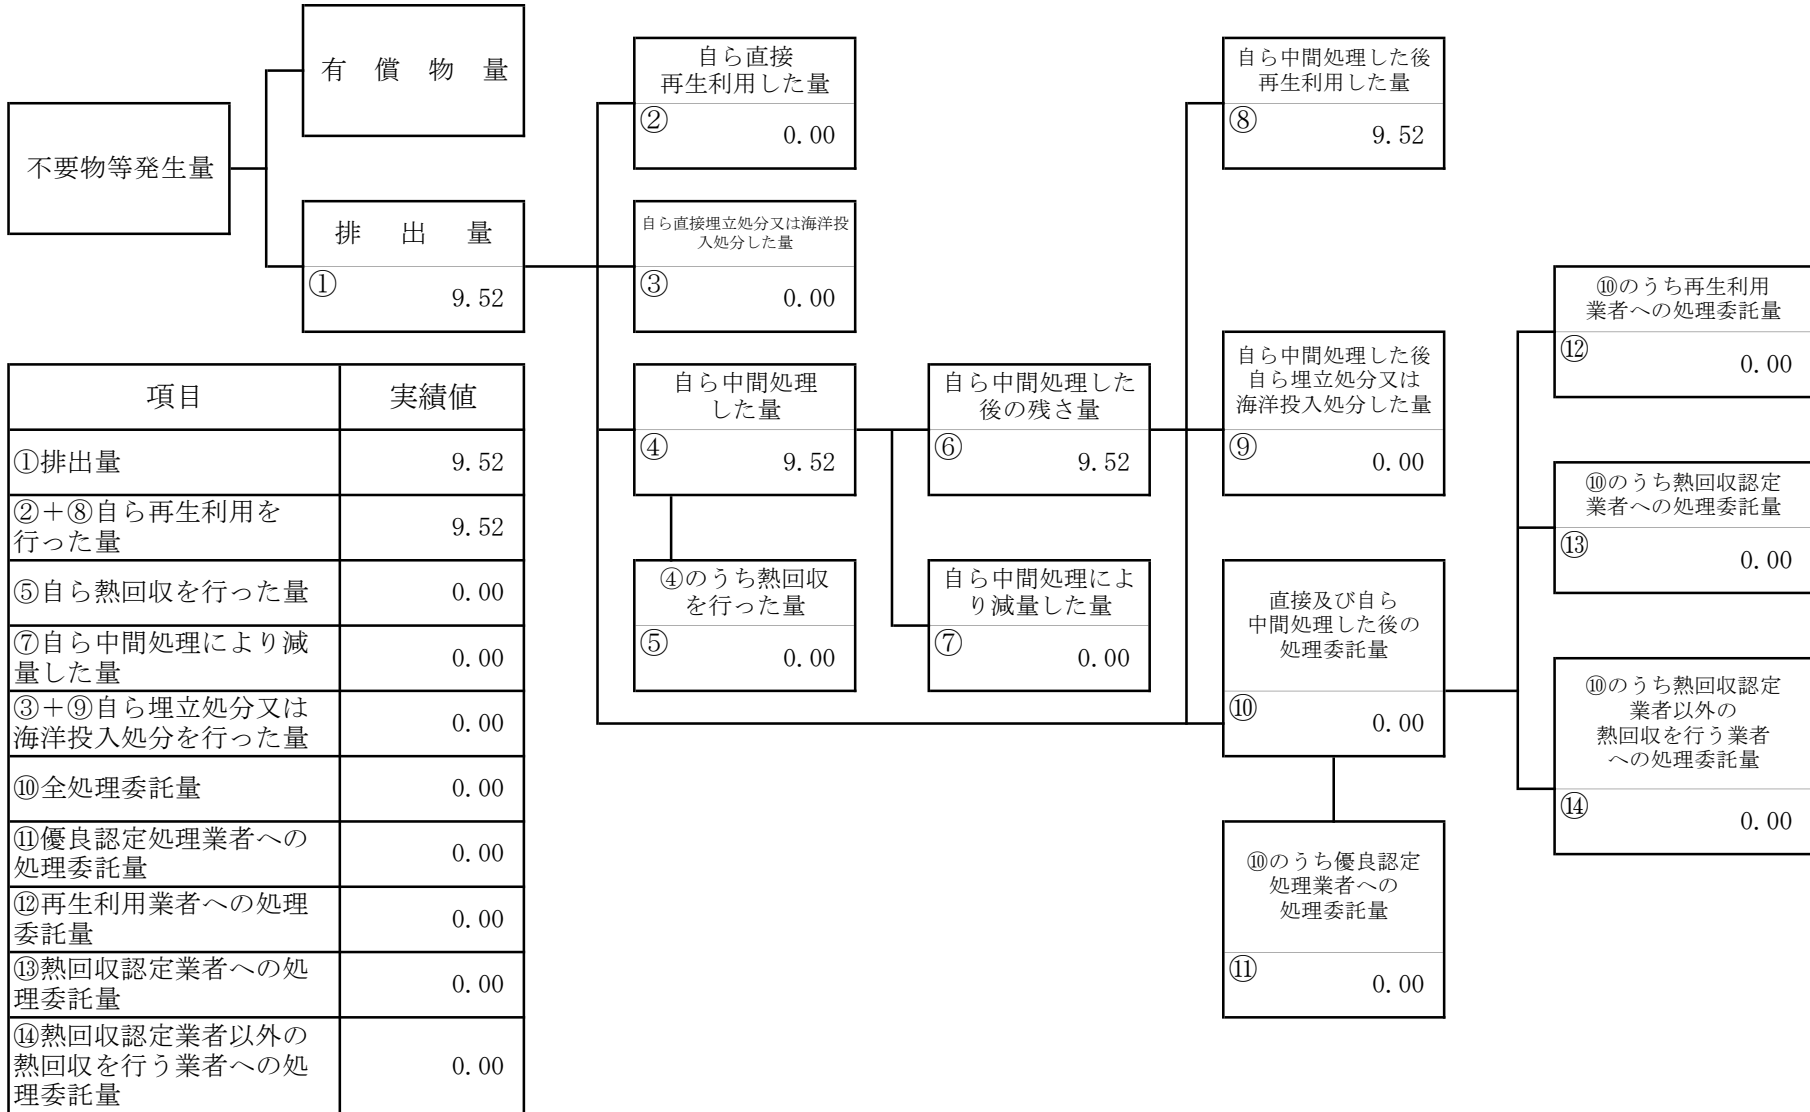 不要物等発生量
有　償　物　量
排　出　量
①
9.52
自ら直接
再生利用した量
②
0.00
自ら直接埋立処分又は海洋投
入処分した量
③
0.00
自ら中間処理
した量
④
9.52
④のうち熱回収
を行った量
⑤
0.00
自ら中間処理した
後の残さ量
⑥
9.52
自ら中間処理によ
り減量した量
⑦
0.00
自ら中間処理した後
再生利用した量
⑧
9.52
自ら中間処理した後
自ら埋立処分又は
海洋投入処分した量
⑨
0.00
直接及び自ら
中間処理した後の
処理委託量
⑩
0.00
⑩のうち優良認定
処理業者への
処理委託量
⑪
0.00
⑩のうち再生利用
業者への処理委託量
⑫
0.00
⑩のうち熱回収認定
業者への処理委託量
⑬
0.00
⑩のうち熱回収認定
業者以外の
熱回収を行う業者
への処理委託量
⑭
0.00
項目　実績値
①排出量　9.52
②＋⑧自ら再生利用を
行った量　9.52
⑤自ら熱回収を行った量　0.00
⑦自ら中間処理により減
量した量　0.00
③＋⑨自ら埋立処分又は
海洋投入処分を行った量　0.00
⑩全処理委託量　0.00
⑪優良認定処理業者への
処理委託量　0.00
⑫再生利用業者への処理
委託量　0.00
⑬熱回収認定業者への処
理委託量　0.00
⑭熱回収認定業者以外の
熱回収を行う業者への処
理委託量　0.00